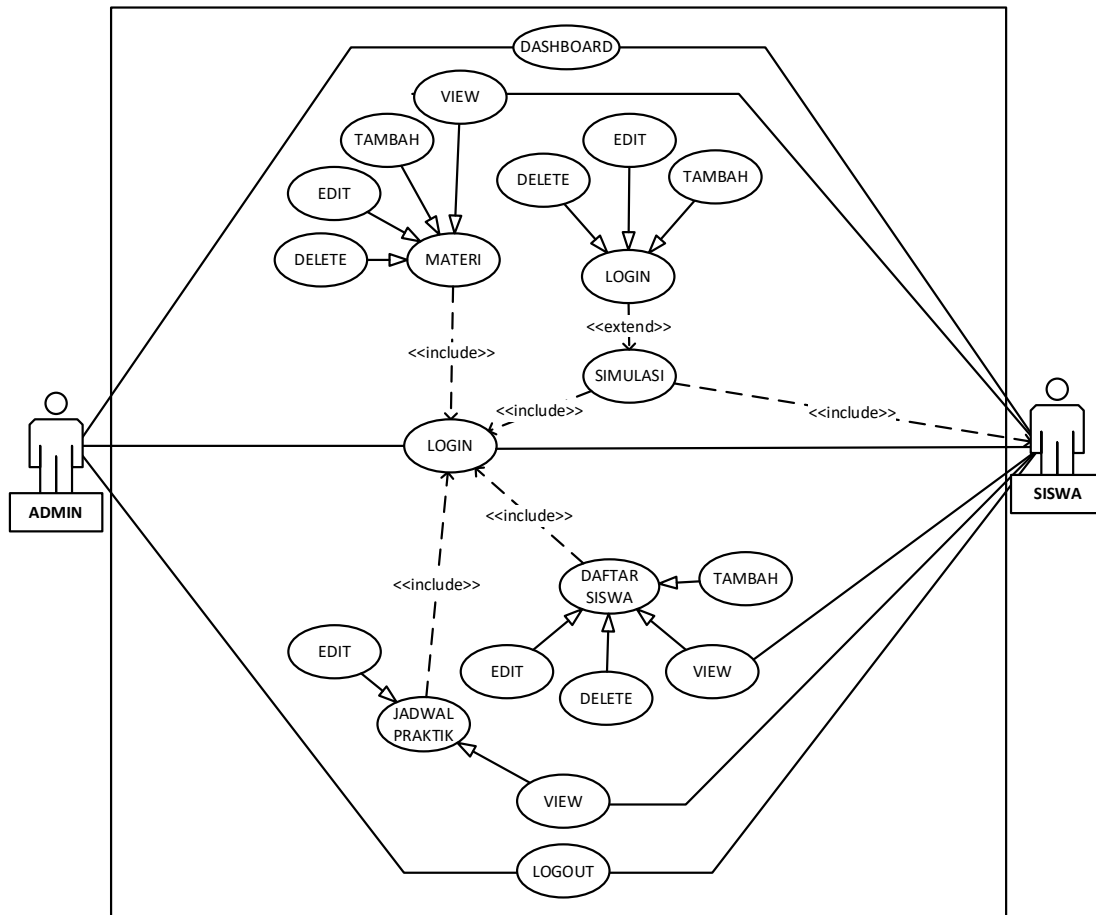 DASHBOARD
VIEW
TAMBAH
EDIT
EDIT
DELETE
TAMBAH
DELETE
MATERI
LOGIN
<<extend>>
<<include>>
SIMULASI
<<include>>
<<include>>
LOGIN
ADMIN
SISWA
<<include>>
<<include>>
DAFTAR
SISWA
TAMBAH
EDIT
EDIT
DELETE
VIEW
JADWAL
PRAKTIK
VIEW
LOGOUT